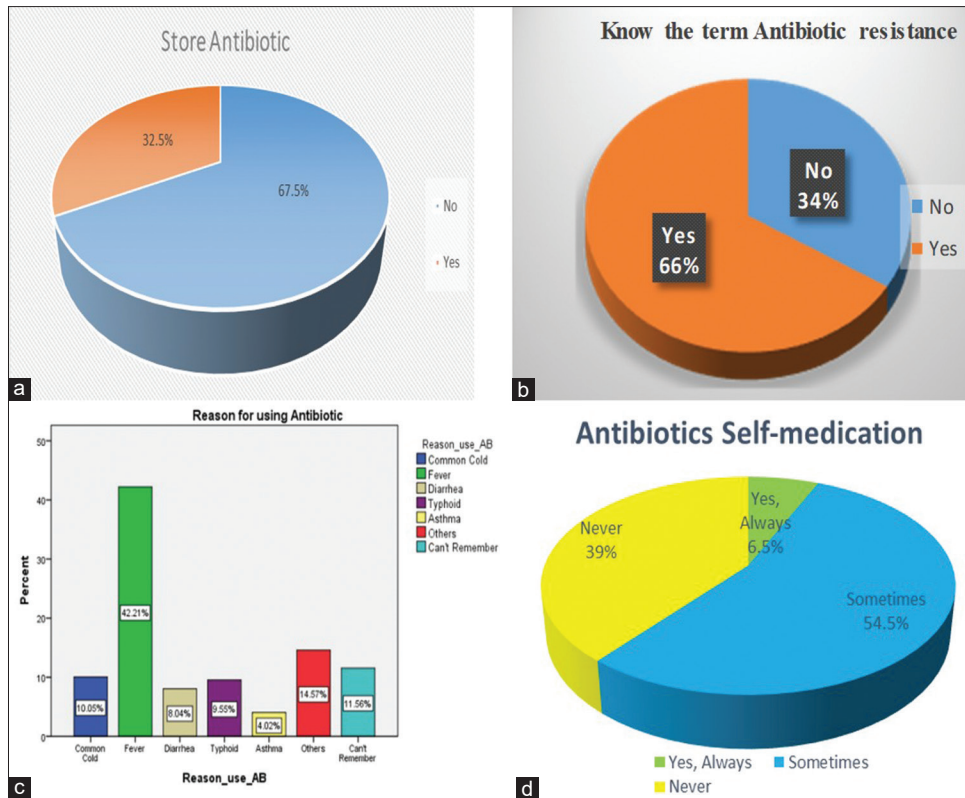 Store Antibiotic
32.5%
67.5%
No
Yes
a
Know the term Antibiotic resistance
No
34%
Yes
66%
No
Yes
b
Reason for using Antibiotic
Percent
50
40
30
20
10
0
10.05%
42.21%
8.04%
9.55%
4.02%
14.57%
11.56%
Common
Cold
Fever
Diarrhea
Typhoid
Asthma
Others
Can't
Remember
Reason_use_AB
Reason_use_AB
Common Cold
Fever
Diarrhea
Typhoid
Asthma
Others
Can't Remember
c
Antibiotics Self-medication
Yes,
Always
6.5%
Never
39%
Sometimes
54.5%
Yes, Always
Sometimes
Never
d